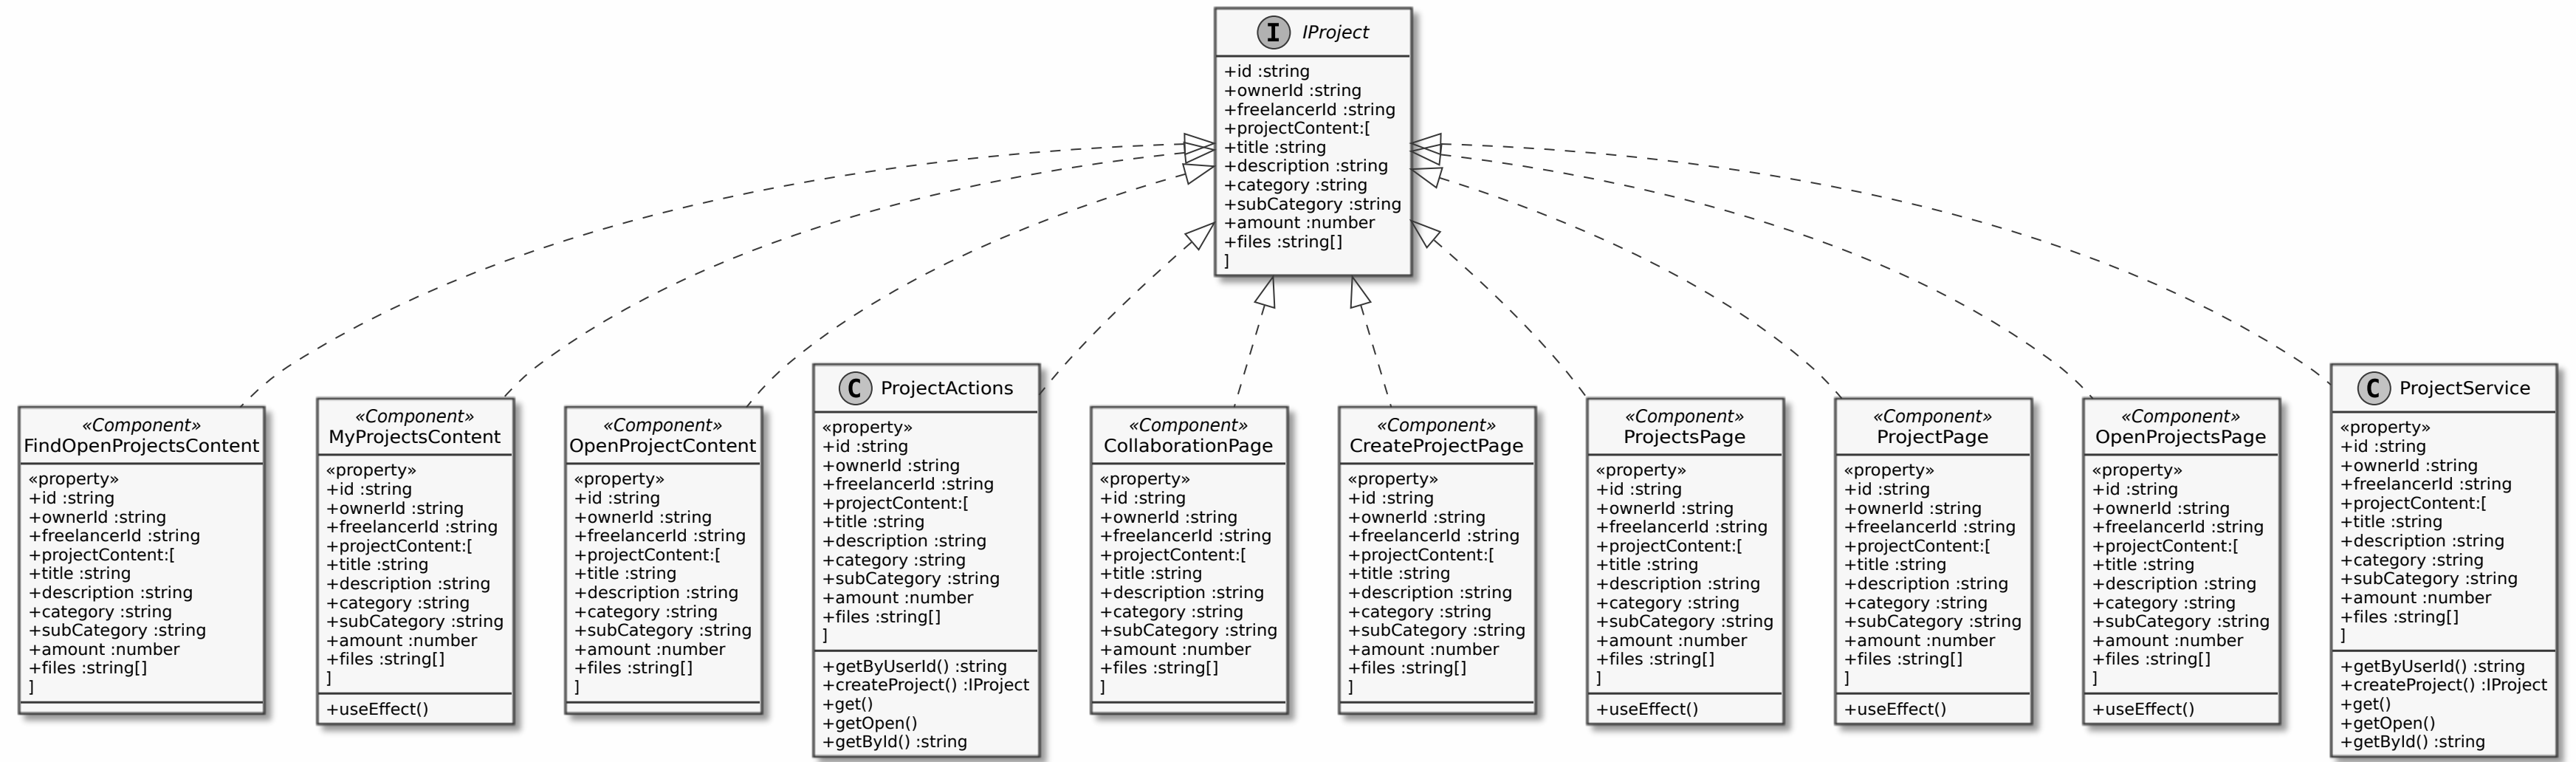 I IProject
+id :string
+ownerId :string
+freelancerId :string
+projectContent:[
+title :string
+description :string
+category :string
+subCategory :string
+amount :number
+files :string[]
]
«Component»
FindOpenProjectsContent
«property»
+id :string
+ownerId :string
+freelancerId :string
+projectContent:[
+title :string
+description :string
+category :string
+subCategory :string
+amount :number
+files :string[]
]
«Component»
MyProjectsContent
«property»
+id :string
+ownerId :string
+freelancerId :string
+projectContent:[
+title :string
+description :string
+category :string
+subCategory :string
+amount :number
+files :string[]
]
+useEffect()
«Component»
OpenProjectContent
«property»
+id :string
+ownerId :string
+freelancerId :string
+projectContent:[
+title :string
+description :string
+category :string
+subCategory :string
+amount :number
+files :string[]
]
C ProjectActions
«property»
+id :string
+ownerId :string
+freelancerId :string
+projectContent:[
+title :string
+description :string
+category :string
+subCategory :string
+amount :number
+files :string[]
]
+getByUserId() :string
+createProject() :IProject
+get()
+getOpen()
+getById() :string
«Component»
CollaborationPage
«property»
+id :string
+ownerId :string
+freelancerId :string
+projectContent:[
+title :string
+description :string
+category :string
+subCategory :string
+amount :number
+files :string[]
]
«Component»
CreateProjectPage
«property»
+id :string
+ownerId :string
+freelancerId :string
+projectContent:[
+title :string
+description :string
+category :string
+subCategory :string
+amount :number
+files :string[]
]
«Component»
ProjectsPage
«property»
+id :string
+ownerId :string
+freelancerId :string
+projectContent:[
+title :string
+description :string
+category :string
+subCategory :string
+amount :number
+files :string[]
]
+useEffect()
«Component»
ProjectPage
«property»
+id :string
+ownerId :string
+freelancerId :string
+projectContent:[
+title :string
+description :string
+category :string
+subCategory :string
+amount :number
+files :string[]
]
+useEffect()
«Component»
OpenProjectsPage
«property»
+id :string
+ownerId :string
+freelancerId :string
+projectContent:[
+title :string
+description :string
+category :string
+subCategory :string
+amount :number
+files :string[]
]
+useEffect()
C ProjectService
«property»
+id :string
+ownerId :string
+freelancerId :string
+projectContent:[
+title :string
+description :string
+category :string
+subCategory :string
+amount :number
+files :string[]
]
+getByUserId() :string
+createProject() :IProject
+get()
+getOpen()
+getById() :string